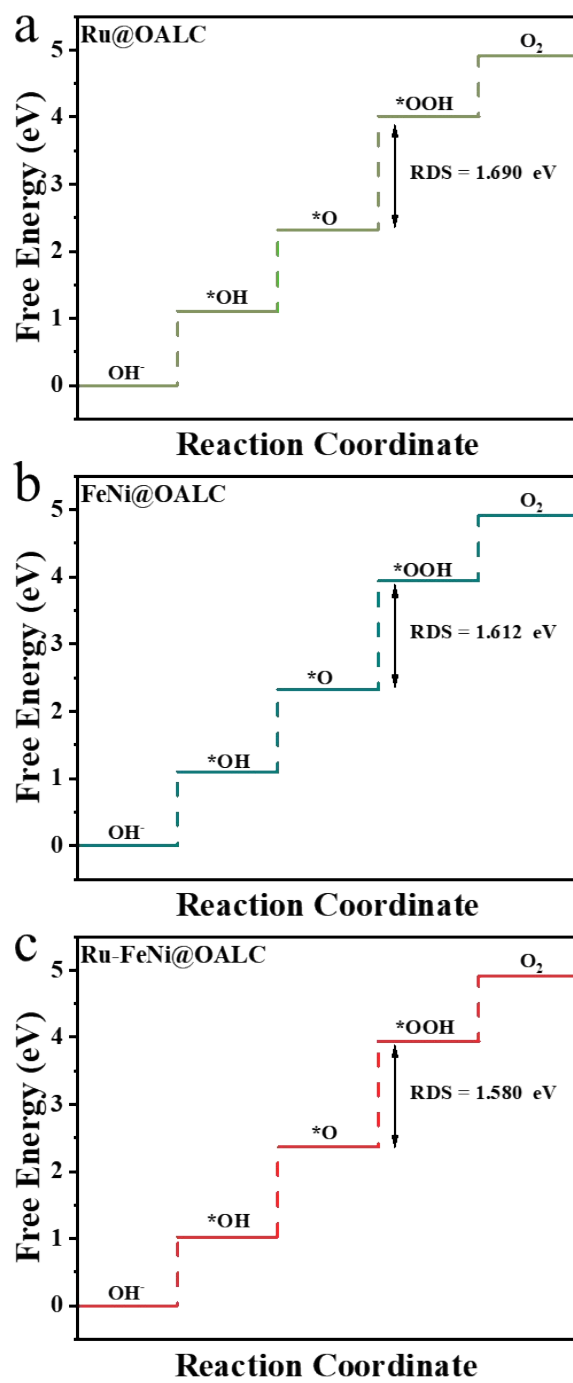 a
Ru@OALC
Free Energy (eV)
5
4
3
2
1
0
OH⁻
*OH
*O
*OOH
O₂
RDS = 1.690 eV
Reaction Coordinate
b
FeNi@OALC
Free Energy (eV)
5
4
3
2
1
0
OH⁻
*OH
*O
*OOH
O₂
RDS = 1.612 eV
Reaction Coordinate
c
Ru-FeNi@OALC
Free Energy (eV)
5
4
3
2
1
0
OH⁻
*OH
*O
*OOH
O₂
RDS = 1.580 eV
Reaction Coordinate